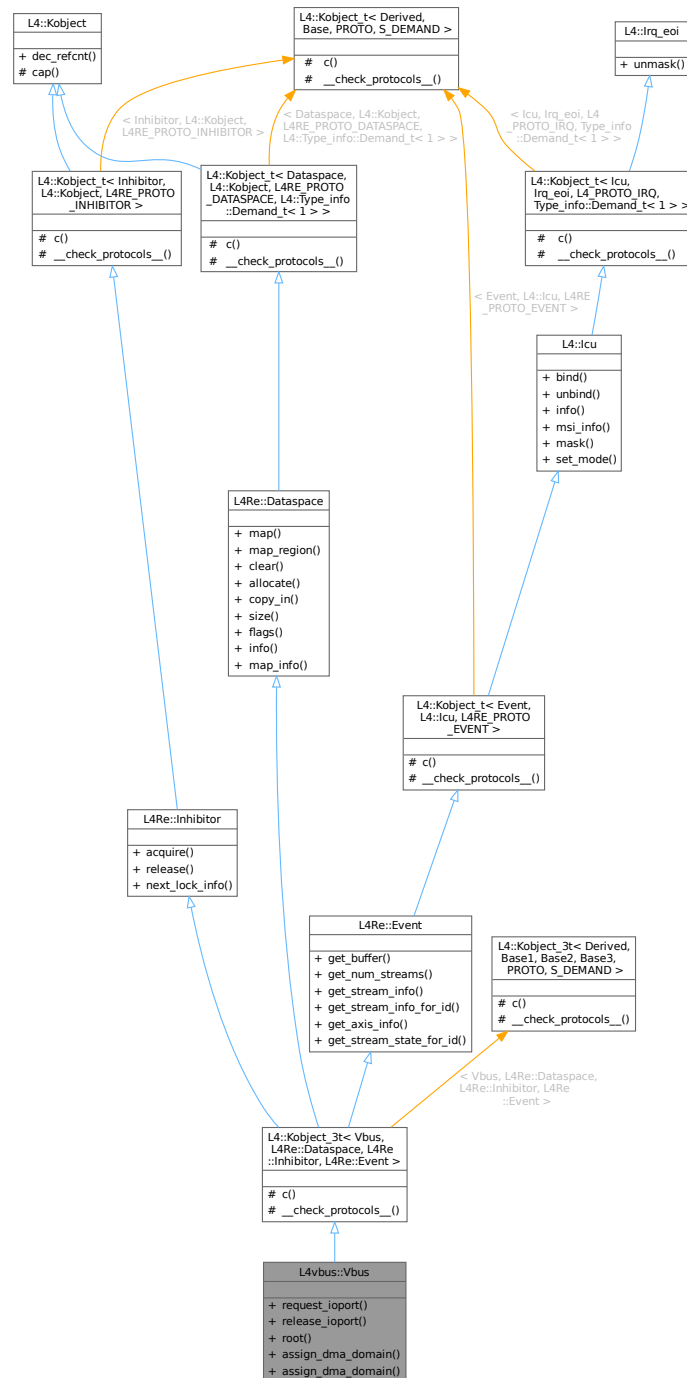 L4::Kobject
+ dec_refcnt()
# cap()
L4::Kobject_t< Derived,
Base, PROTO, S_DEMAND >
# c()
# __check_protocols__()
L4::Irq_eoi
+ unmask()
< Inhibitor, L4::Kobject,
L4RE_PROTO_INHIBITOR >
< Dataspace, L4::Kobject,
L4RE_PROTO_DATASPACE,
L4::Type_info::Demand_t< 1 > >
< Icu, Irq_eoi, L4
_PROTO_IRQ, Type_info
::Demand_t< 1 > >
L4::Kobject_t< Inhibitor,
L4::Kobject, L4RE_PROTO
_INHIBITOR >
# c()
# __check_protocols__()
L4::Kobject_t< Dataspace,
L4::Kobject, L4RE_PROTO
_DATASPACE, L4::Type_info
::Demand_t< 1 > >
# c()
# __check_protocols__()
L4::Kobject_t< Icu,
Irq_eoi, L4_PROTO_IRQ,
Type_info::Demand_t< 1 > >
# c()
# __check_protocols__()
< Event, L4::Icu, L4RE
_PROTO_EVENT >
L4::Icu
+ bind()
+ unbind()
+ info()
+ msi_info()
+ mask()
+ set_mode()
L4Re::Dataspace
+ map()
+ map_region()
+ clear()
+ allocate()
+ copy_in()
+ size()
+ flags()
+ info()
+ map_info()
L4::Kobject_t< Event,
L4::Icu, L4RE_PROTO
_EVENT >
# c()
# __check_protocols__()
L4Re::Inhibitor
+ acquire()
+ release()
+ next_lock_info()
L4Re::Event
+ get_buffer()
+ get_num_streams()
+ get_stream_info()
+ get_stream_info_for_id()
+ get_axis_info()
+ get_stream_state_for_id()
L4::Kobject_3t< Derived,
Base1, Base2, Base3,
PROTO, S_DEMAND >
# c()
# __check_protocols__()
< Vbus, L4Re::Dataspace,
L4Re::Inhibitor, L4Re
::Event >
L4::Kobject_3t< Vbus,
L4Re::Dataspace, L4Re
::Inhibitor, L4Re::Event >
# c()
# __check_protocols__()
L4vbus::Vbus
+ request_ioport()
+ release_ioport()
+ root()
+ assign_dma_domain()
+ assign_dma_domain()